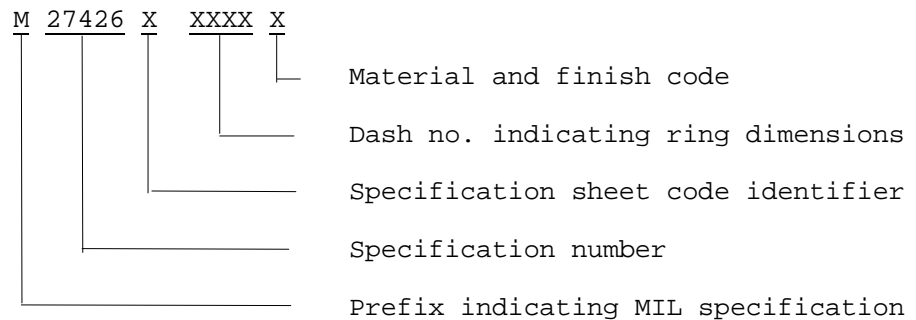 M 27426 X XXXX X
Material and finish code
Dash no. indicating ring dimensions
Specification sheet code identifier
Specification number
Prefix indicating MIL specification